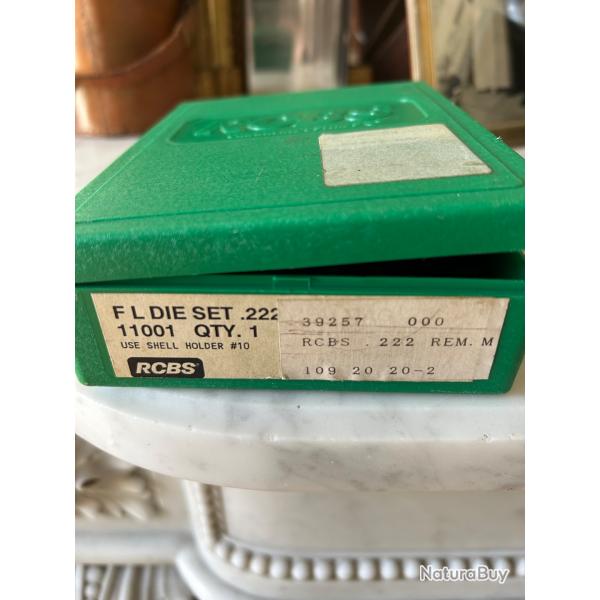 RCBS
F L DIE SET .222
11001 QTY. 1
USE SHELL HOLDER #10
RCBS
39257 000
RCBS .222 REM. M
109 20 20-2
NaturaBuy